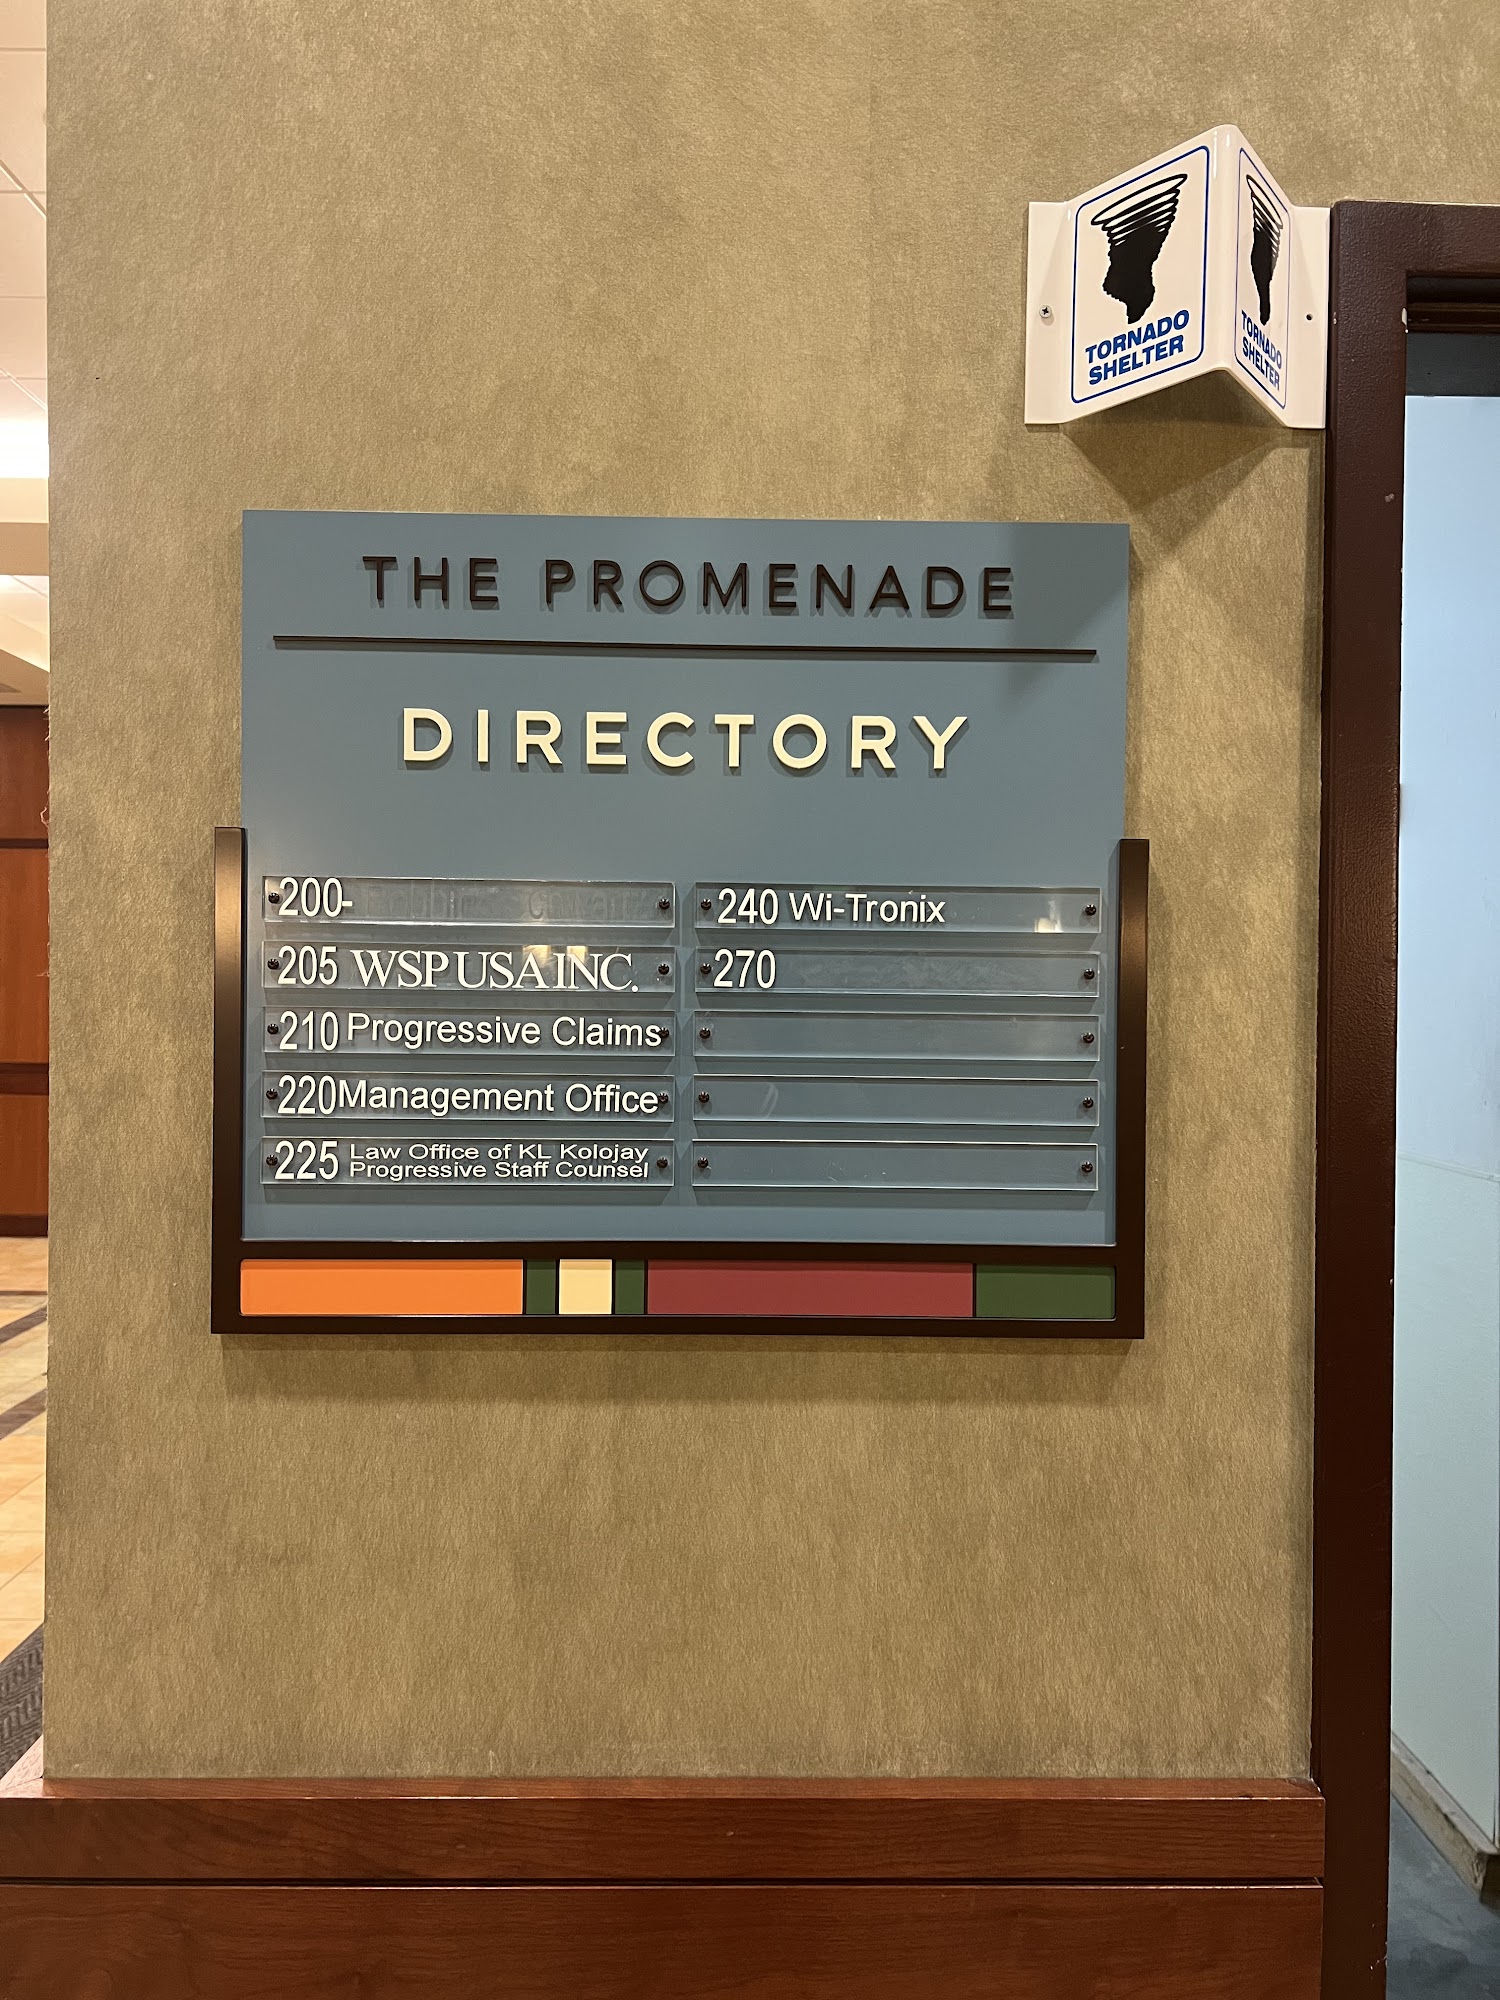 TORNADO
SHELTER
TORNADO
SHELTER
THE PROMENADE
DIRECTORY
200-
205 WSP USA INC.
210 Progressive Claims
220 Management Office
225 Law Office of KL Kolojay
Progressive Staff Counsel
240 Wi-Tronix
270